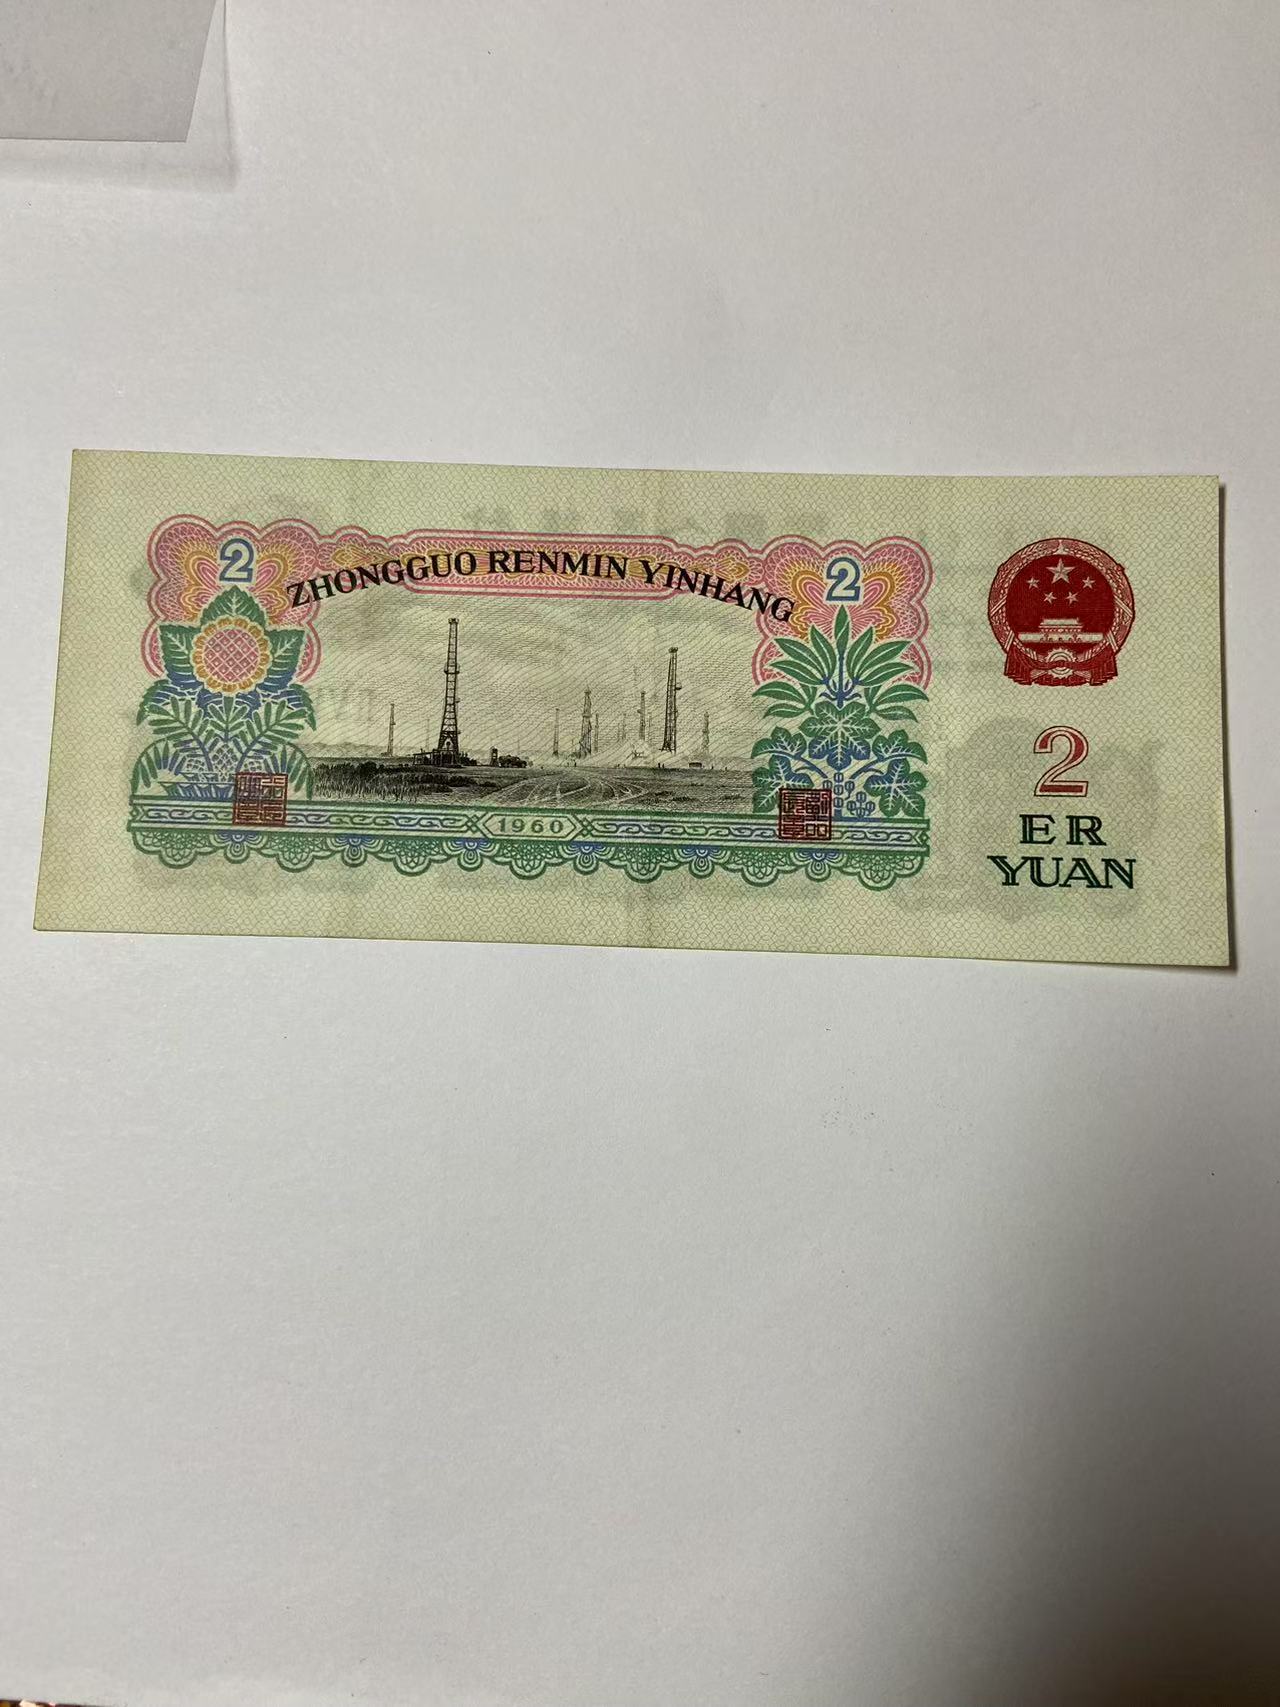 2
2
ZHONGGUO RENMIN YINHANG
1960
2
ER
YUAN